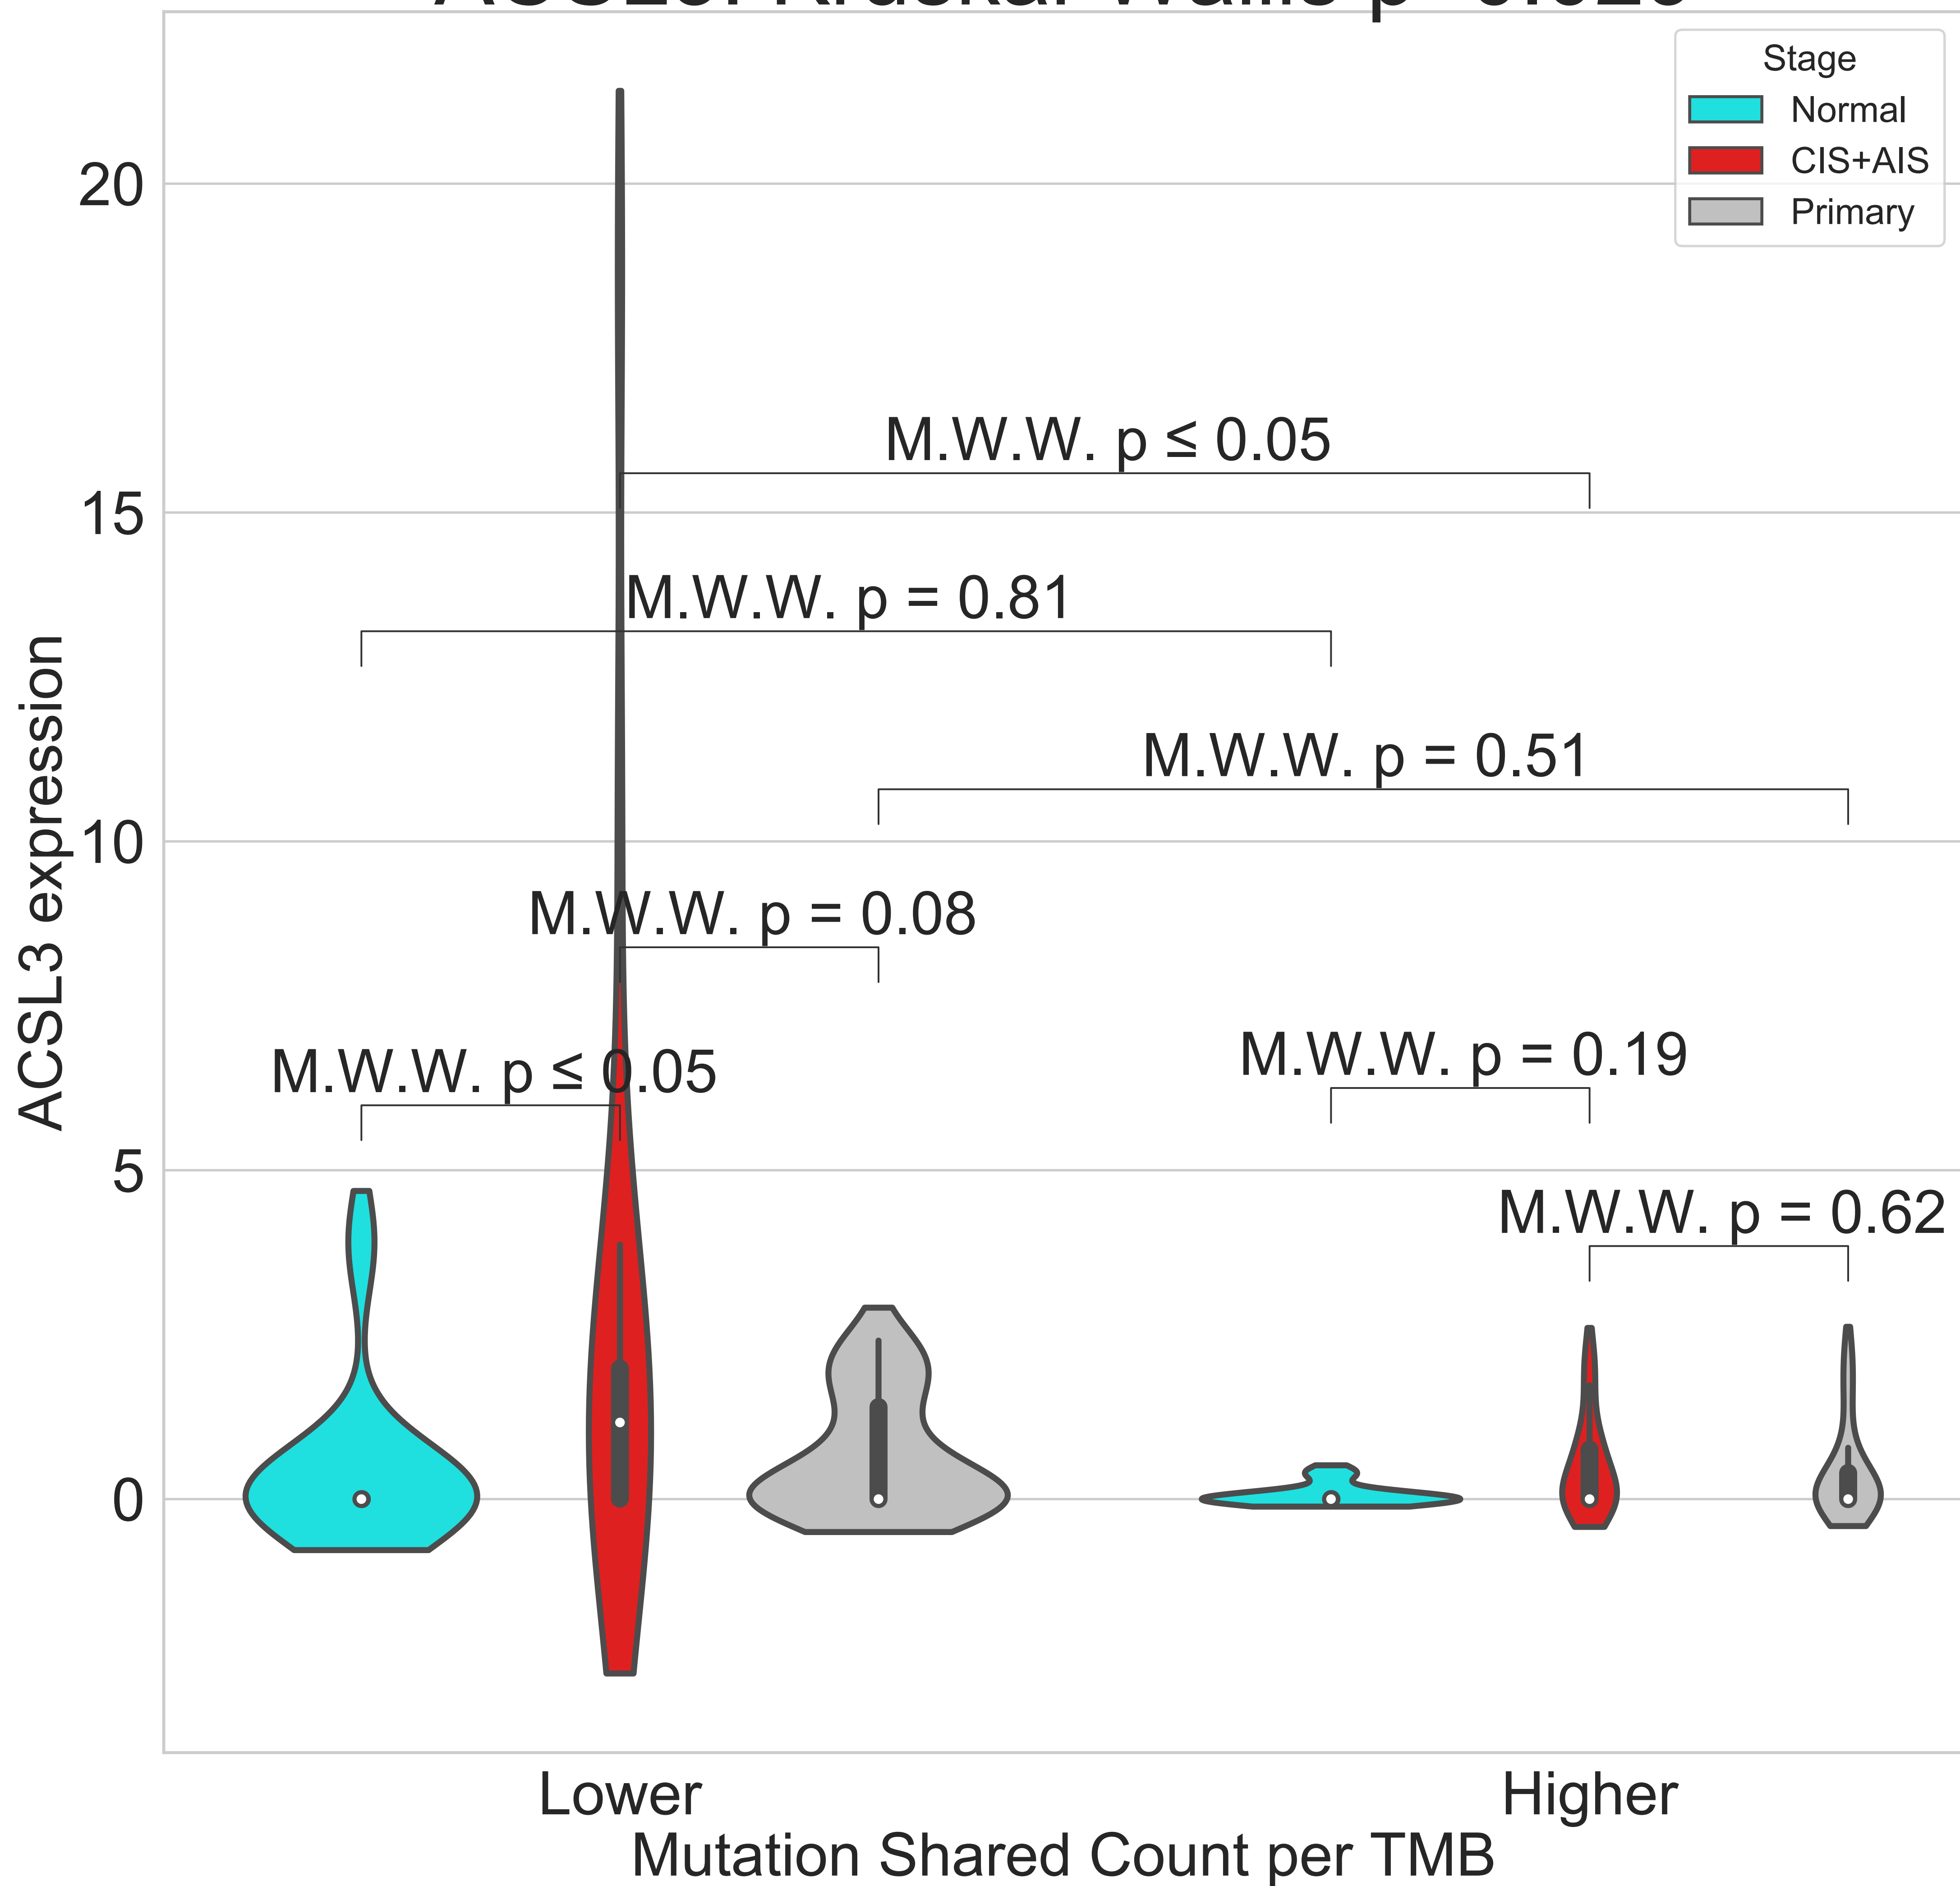 Stage
Normal
CIS+AIS
Primary
20
15
10
5
0
ACSL3 expression
M.W.W. p ≤ 0.05
M.W.W. p = 0.81
M.W.W. p = 0.51
M.W.W. p = 0.08
M.W.W. p ≤ 0.05
M.W.W. p = 0.19
M.W.W. p = 0.62
Lower
Higher
Mutation Shared Count per TMB